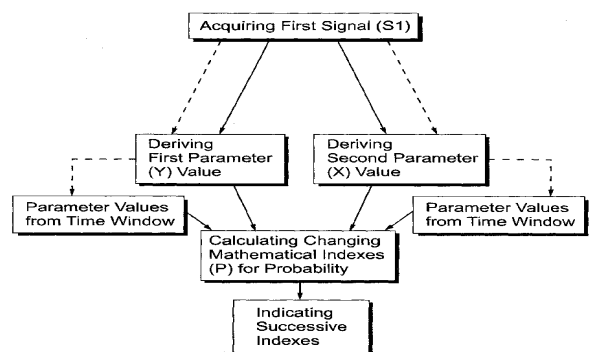 Acquiring First Signal (S1)
Deriving
First Parameter
(Y) Value
Deriving
Second Parameter
(X) Value
Parameter Values
from Time Window
Parameter Values
from Time Window
Calculating Changing
Mathematical Indexes
(P) for Probability
Indicating
Successive
Indexes